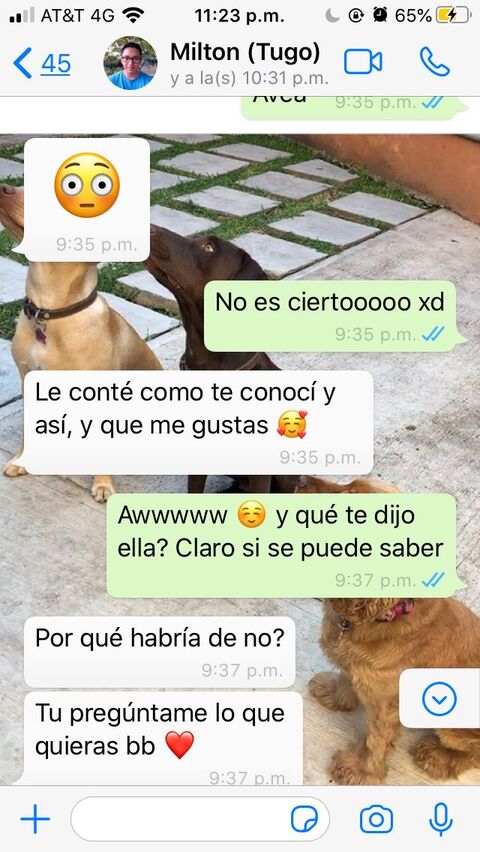 AT&T 4G 11:23 p.m. 65%
45 Milton (Tugo)
y a la(s) 10:31 p.m.
9:35 p.m.
9:35 p.m.
No es ciertooooo xd
9:35 p.m.
Le conté como te conocí y
así, y que me gustas 🥰
9:35 p.m.
Awwwww ☺️ y qué te dijo
ella? Claro si se puede saber
9:37 p.m.
Por qué habría de no?
9:37 p.m.
Tu pregúntame lo que
quieras bb ❤️
9:37 p.m.